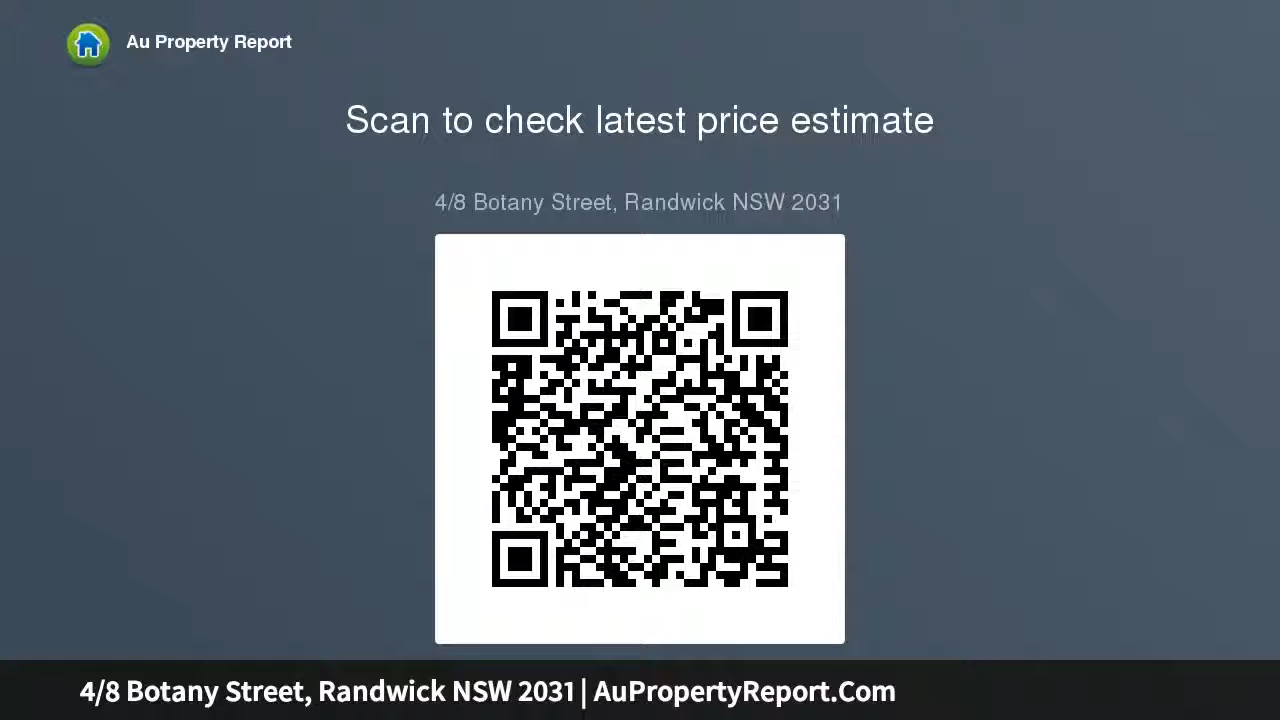 Au Property Report
Scan to check latest price estimate
4/8 Botany Street, Randwick NSW 2031
4/8 Botany Street, Randwick NSW 2031 | AuPropertyReport.Com